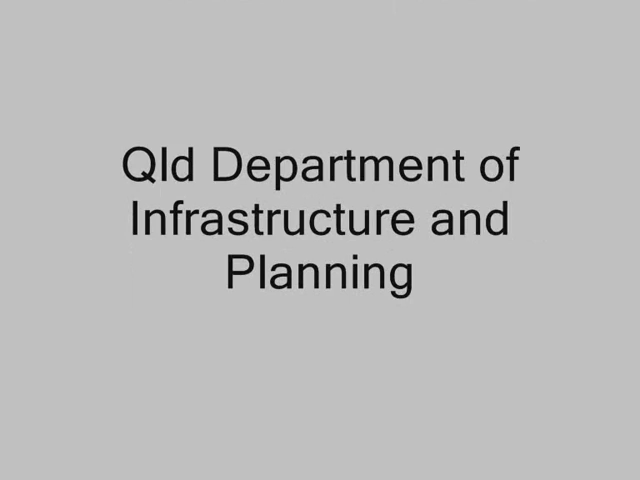 Qld Department of
Infrastructure and
Planning